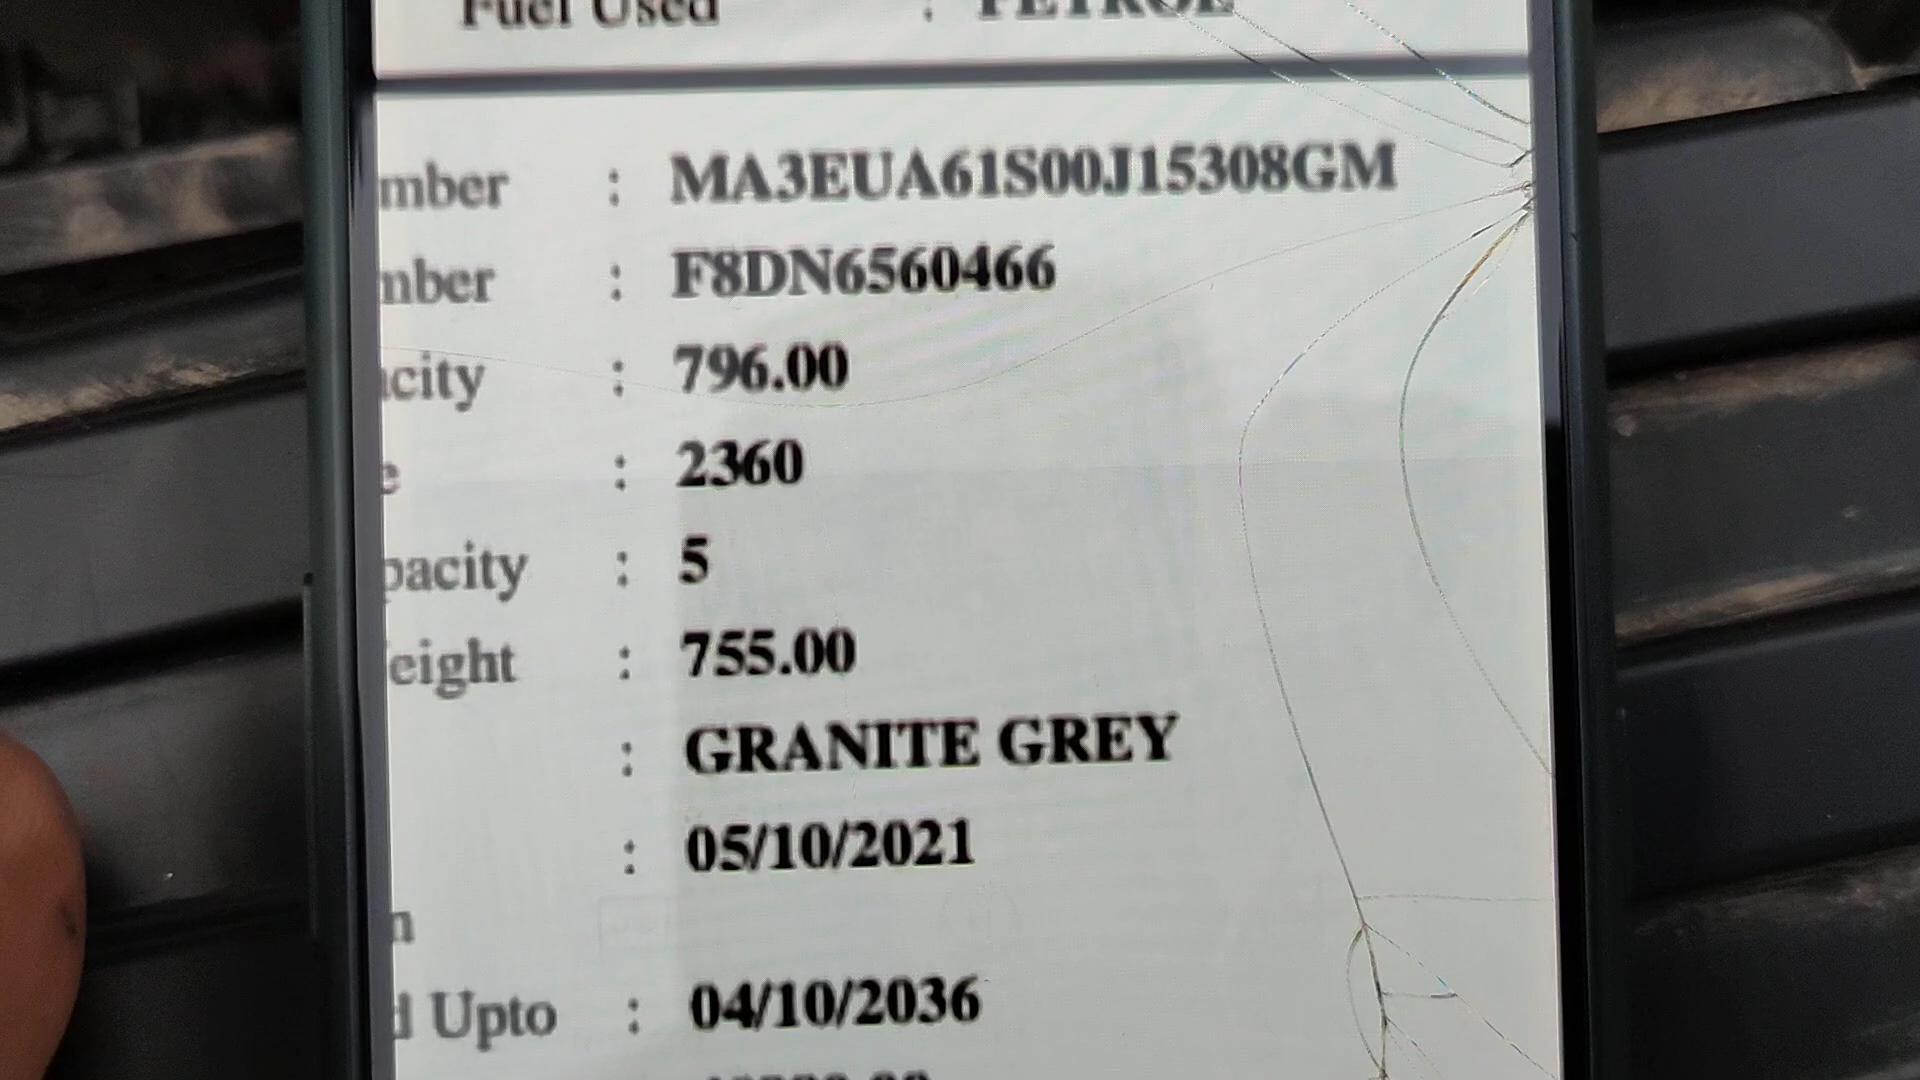 Fuel Used : PETROL
mber : MA3EUA61S00J15308GM
mber : F8DN6560466
city : 796.00
e : 2360
pacity : 5
eight : 755.00
: GRANITE GREY
: 05/10/2021
n
d Upto : 04/10/2036